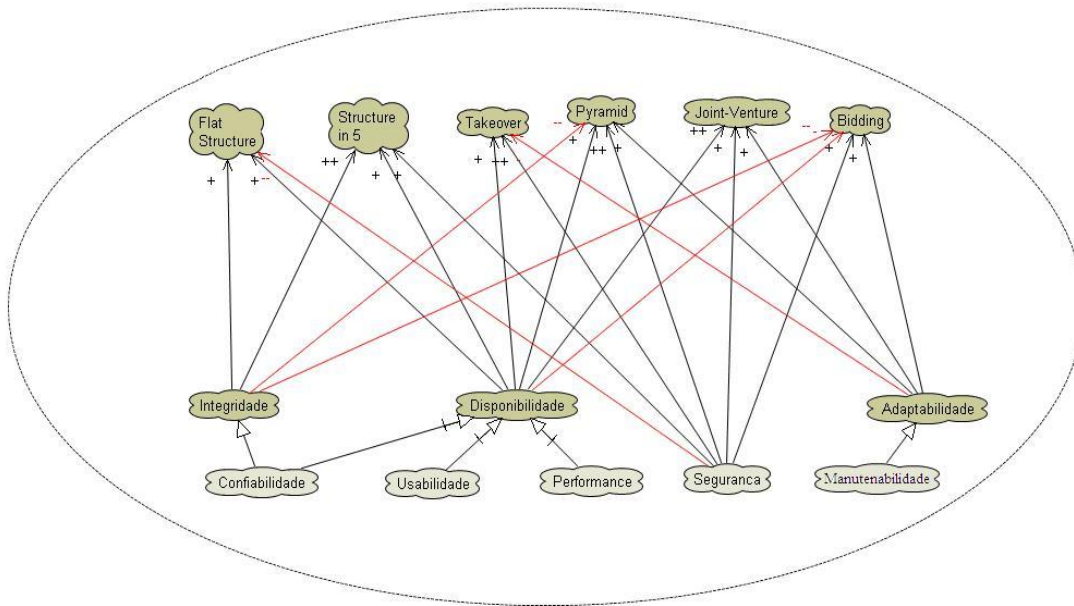 Flat
Structure
Structure
in 5
Takeover
Pyramid
Joint-Venture
Bidding
--
+
++
+
++
+
--
-
+
+
++
+
+
+
++
-
+
+
+
+
--
Integridade
Disponibilidade
Adaptabilidade
Confiabilidade
Usabilidade
Performance
Seguranca
Manutenabilidade